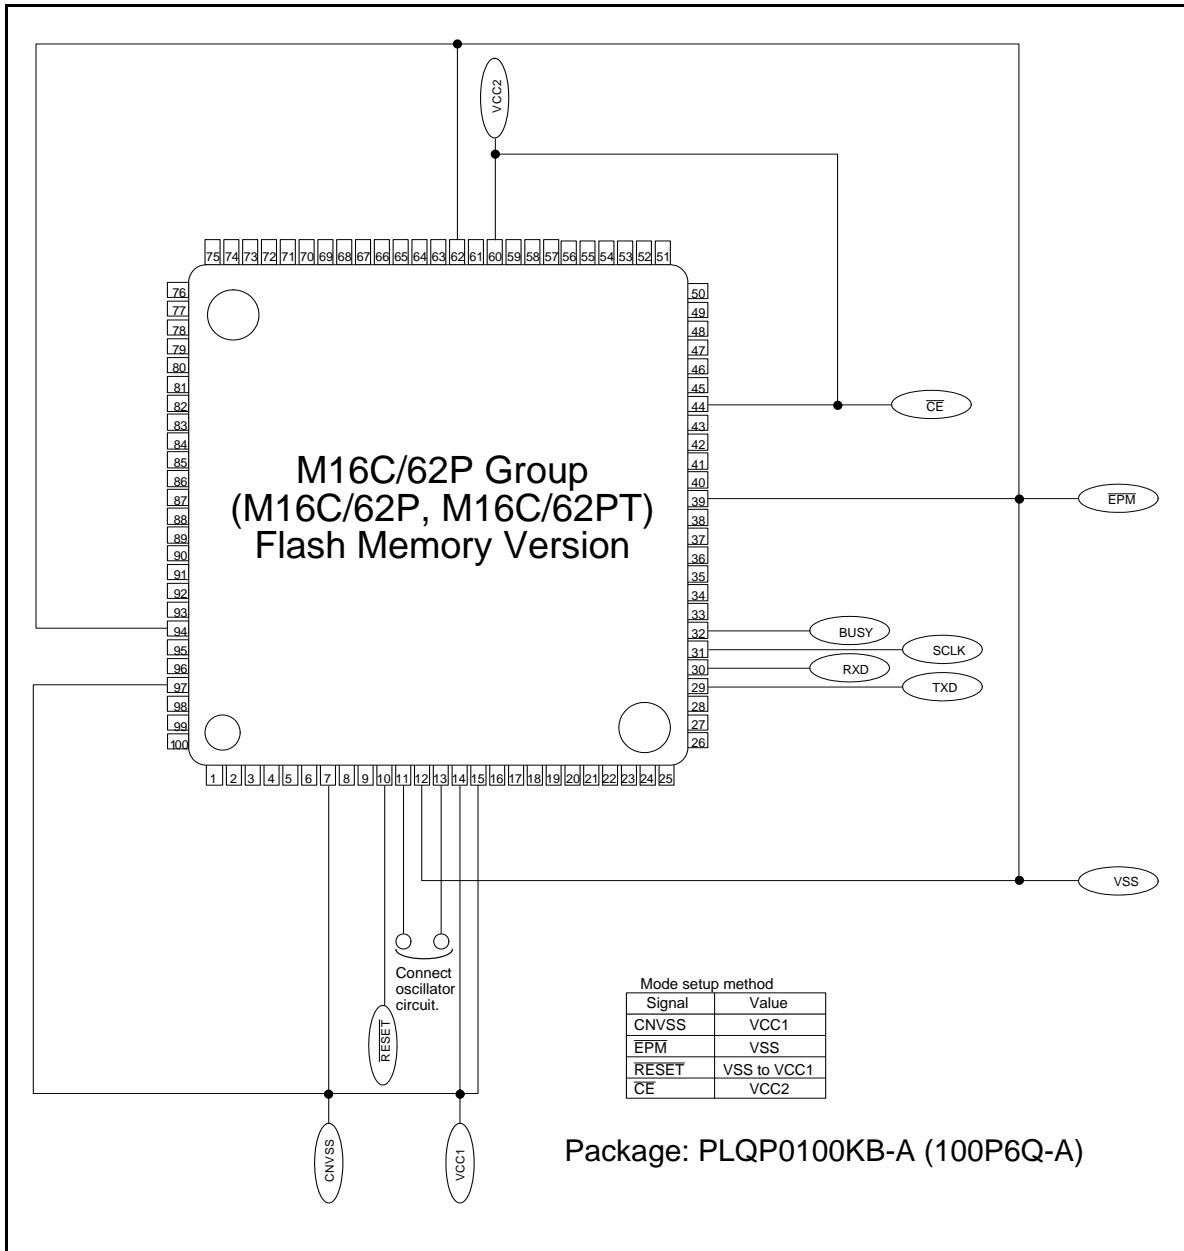 VCC2
75 74 73 72 71 70 69 68 67 66 65 64 63 62 61 60 59 58 57 56 55 54 53 52 51
76
77
78
79
80
81
82
83
84
85
86
87
88
89
90
91
92
93
94
95
96
97
98
99
100
M16C/62P Group
(M16C/62P, M16C/62PT)
Flash Memory Version
50
49
48
47
46
45
44
43
42
41
40
39
38
37
36
35
34
33
32
31
30
29
28
27
26
CE
EPM
BUSY
SCLK
RXD
TXD
1 2 3 4 5 6 7 8 9 10 11 12 13 14 15 16 17 18 19 20 21 22 23 24 25
VSS
Connect
oscillator
circuit.
RESET
CNVSS
VCC1
Mode setup method
Signal Value
CNVSS VCC1
EPM VSS
RESET VSS to VCC1
CE VCC2
Package: PLQP0100KB-A (100P6Q-A)